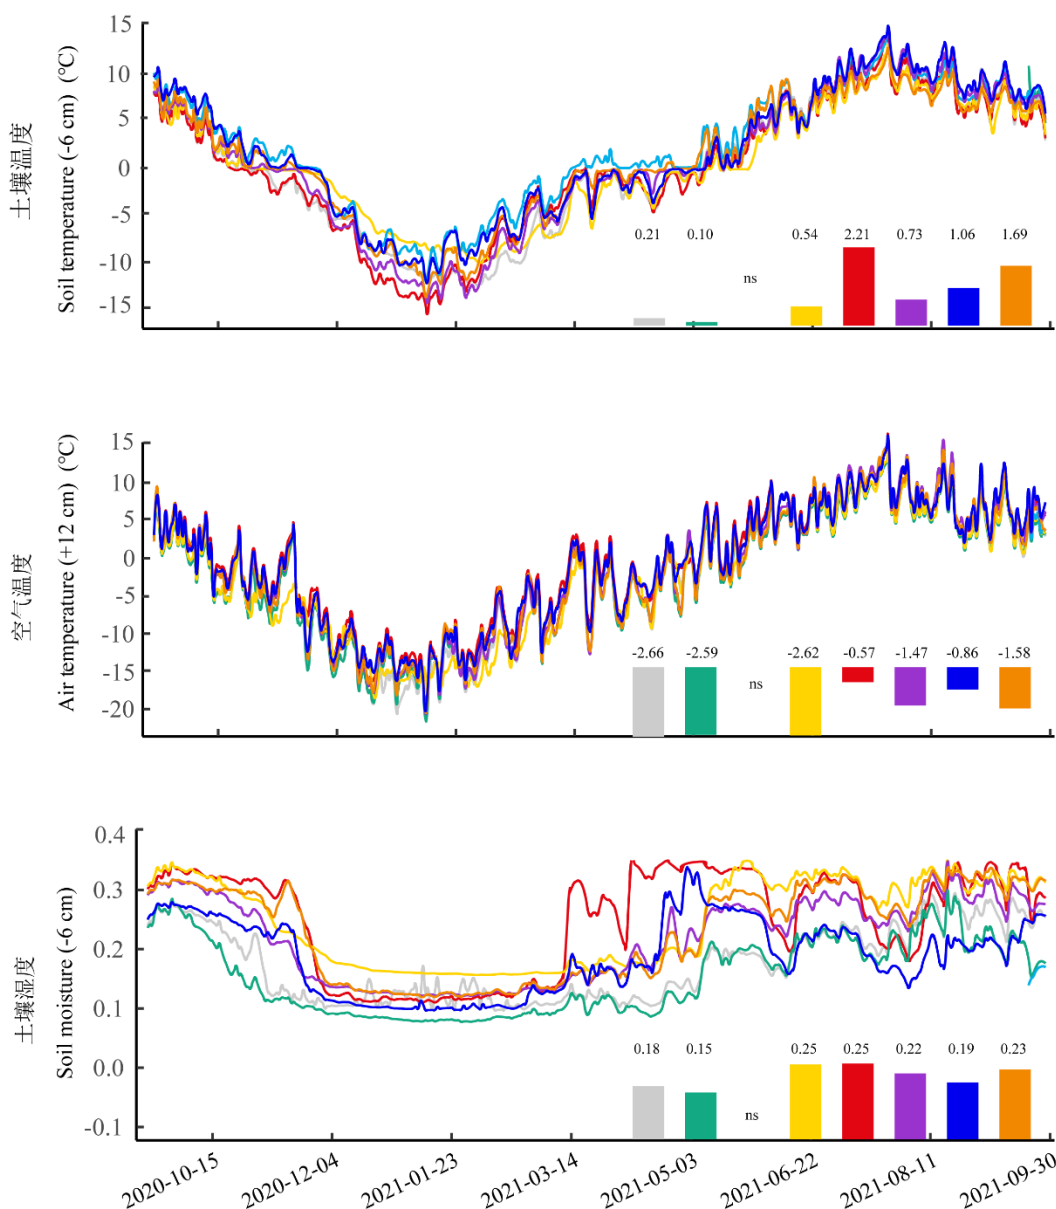 土壤温度
Soil temperature (-6 cm) (℃)
15
10
5
0
-5
-10
-15
0.21 0.10 ns 0.54 2.21 0.73 1.06 1.69
空气温度
Air temperature (+12 cm) (℃)
15
10
5
0
-5
-10
-15
-20
-2.66 -2.59 ns -2.62 -0.57 -1.47 -0.86 -1.58
土壤湿度
Soil moisture (-6 cm)
0.4
0.3
0.2
0.1
0.0
-0.1
0.18 0.15 ns 0.25 0.25 0.22 0.19 0.23
2020-10-15 2020-12-04 2021-01-23 2021-03-14 2021-05-03 2021-06-22 2021-08-11 2021-09-30